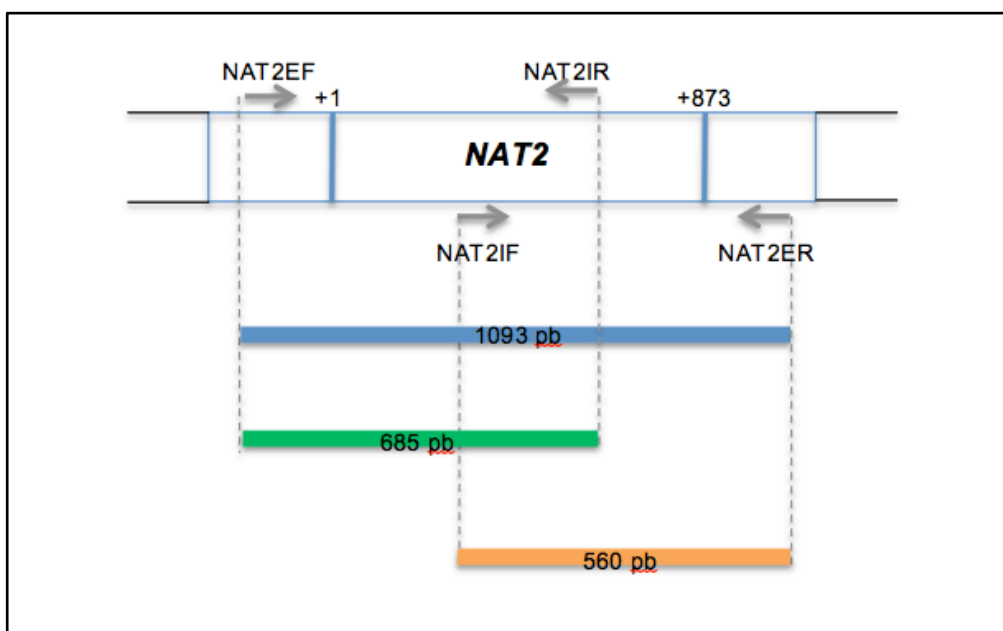 NAT2EF
NAT2IR
+1
+873
NAT2
NAT2IF
NAT2ER
1093 pb
685 pb
560 pb